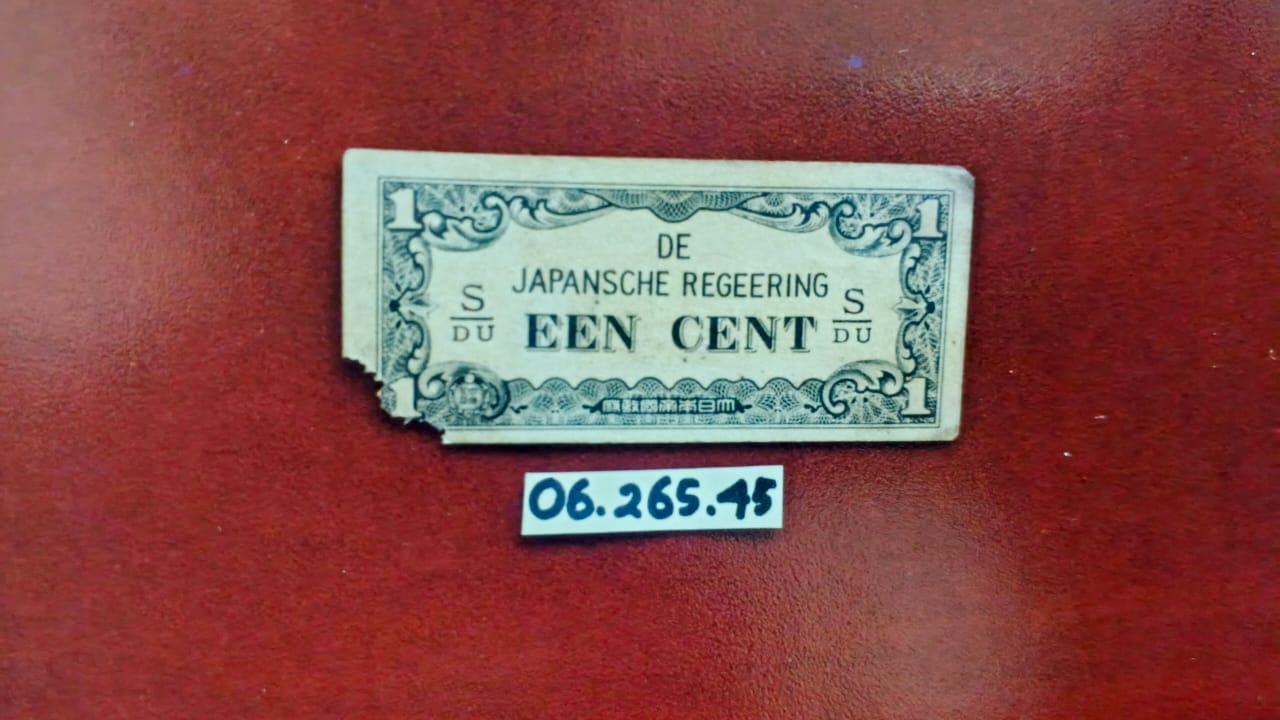 1 1
DE
JAPANSCHE REGEERING
S
DU
EEN CENT
S
DU
1 1
06.265.45